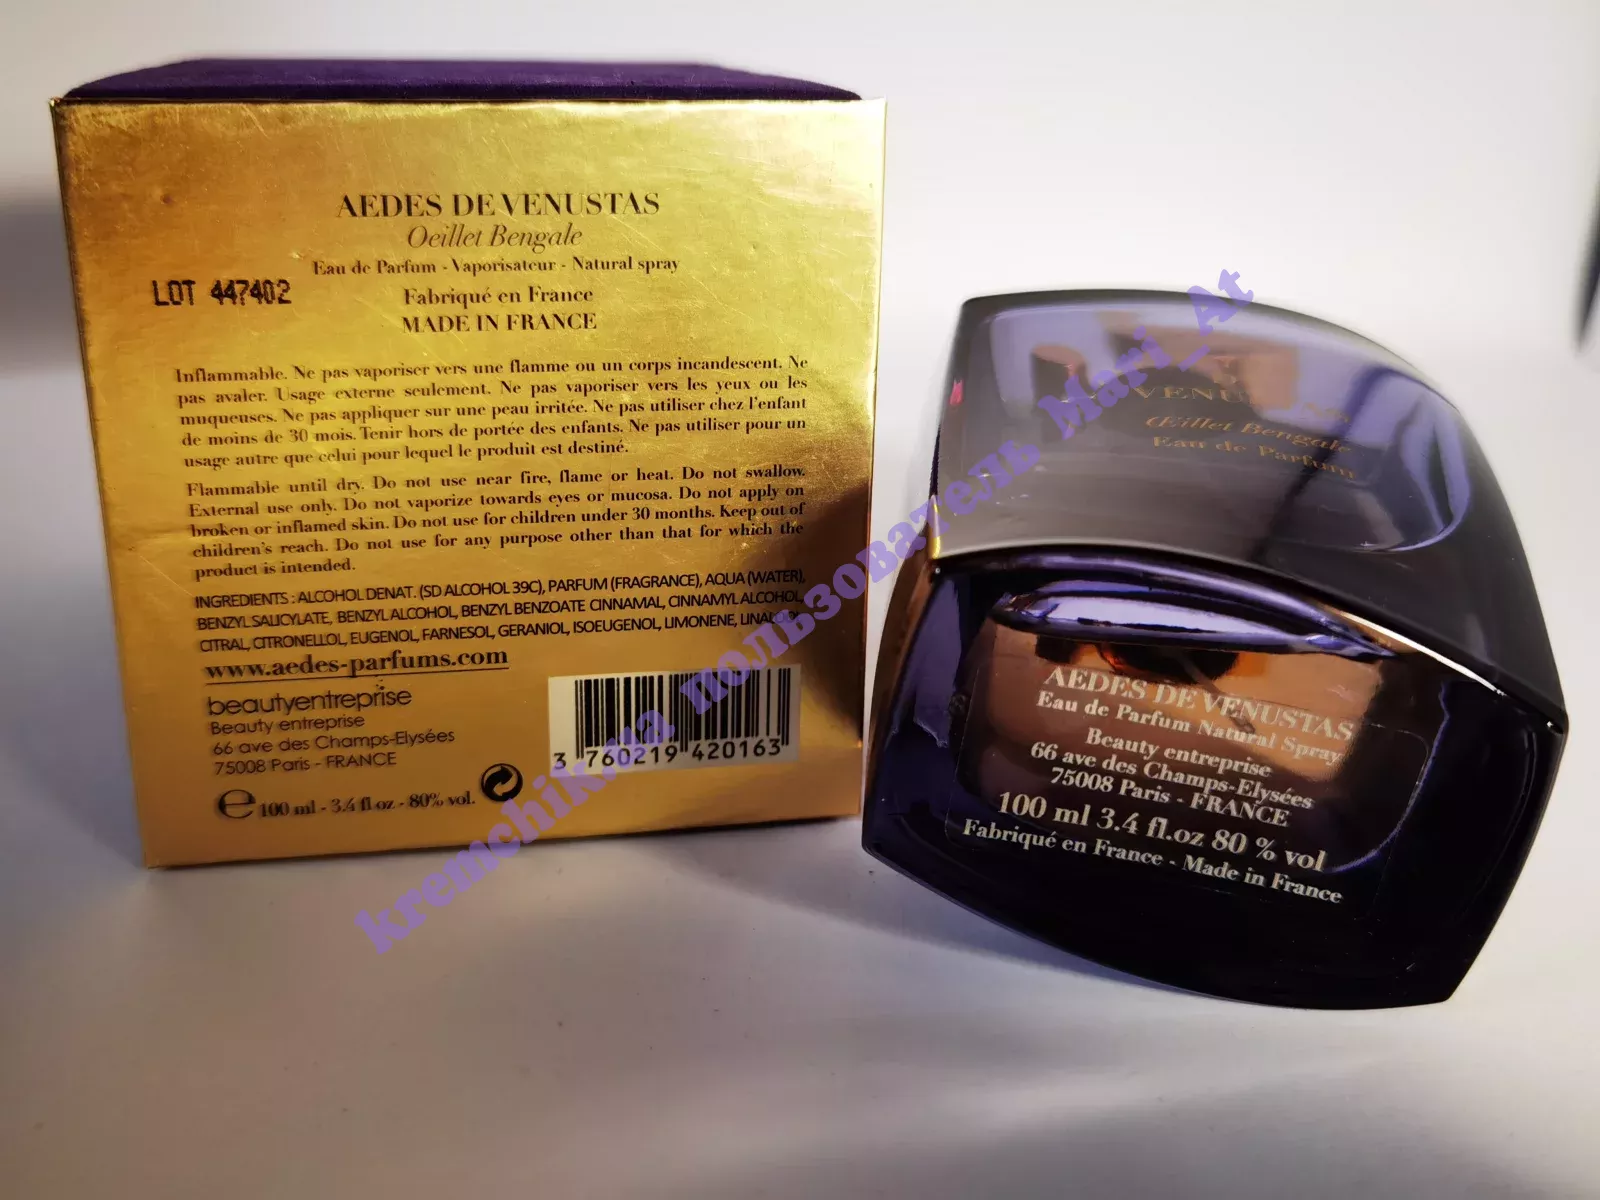 AEDES DE VENUSTAS
Oeillet Bengale
Eau de Parfum - Vaporisateur - Natural spray
LOT 447402
Fabriqué en France
MADE IN FRANCE
Inflammable. Ne pas vaporiser vers une flamme ou un corps incandescent. Ne
pas avaler. Usage externe seulement. Ne pas vaporiser vers les yeux ou les
muqueuses. Ne pas appliquer sur une peau irritée. Ne pas utiliser chez l'enfant
de moins de 30 mois. Tenir hors de portée des enfants. Ne pas utiliser pour un
usage autre que celui pour lequel le produit est destiné.
Flammable until dry. Do not use near fire, flame or heat. Do not swallow.
External use only. Do not vaporize towards eyes or mucosa. Do not apply on
broken or inflamed skin. Do not use for children under 30 months. Keep out of
children's reach. Do not use for any purpose other than that for which the
product is intended.
INGREDIENTS : ALCOHOL DENAT. (SD ALCOHOL 39C), PARFUM (FRAGRANCE), AQUA (WATER),
BENZYL SALICYLATE, BENZYL ALCOHOL, BENZYL BENZOATE CINNAMAL, CINNAMYL ALCOHOL,
CITRAL, CITRONELLOL, EUGENOL, FARNESOL, GERANIOL, ISOEUGENOL, LIMONENE,
www.aedes-parfums.com
beautyentreprise
Beauty entreprise
66 ave des Champs-Elysées
75008 Paris - FRANCE
e 100 ml - 3.4 fl.oz - 80% vol.
3 760219 420163
Œillet Bengale
Eau de Parfum
AEDES DE VENUSTAS
Eau de Parfum Natural Spray
Beauty entreprise
66 ave des Champs-Elysées
75008 Paris - FRANCE
100 ml 3.4 fl.oz 80 % vol
Fabriqué en France - Made in France
kremchik.ua пользователь Mari_At